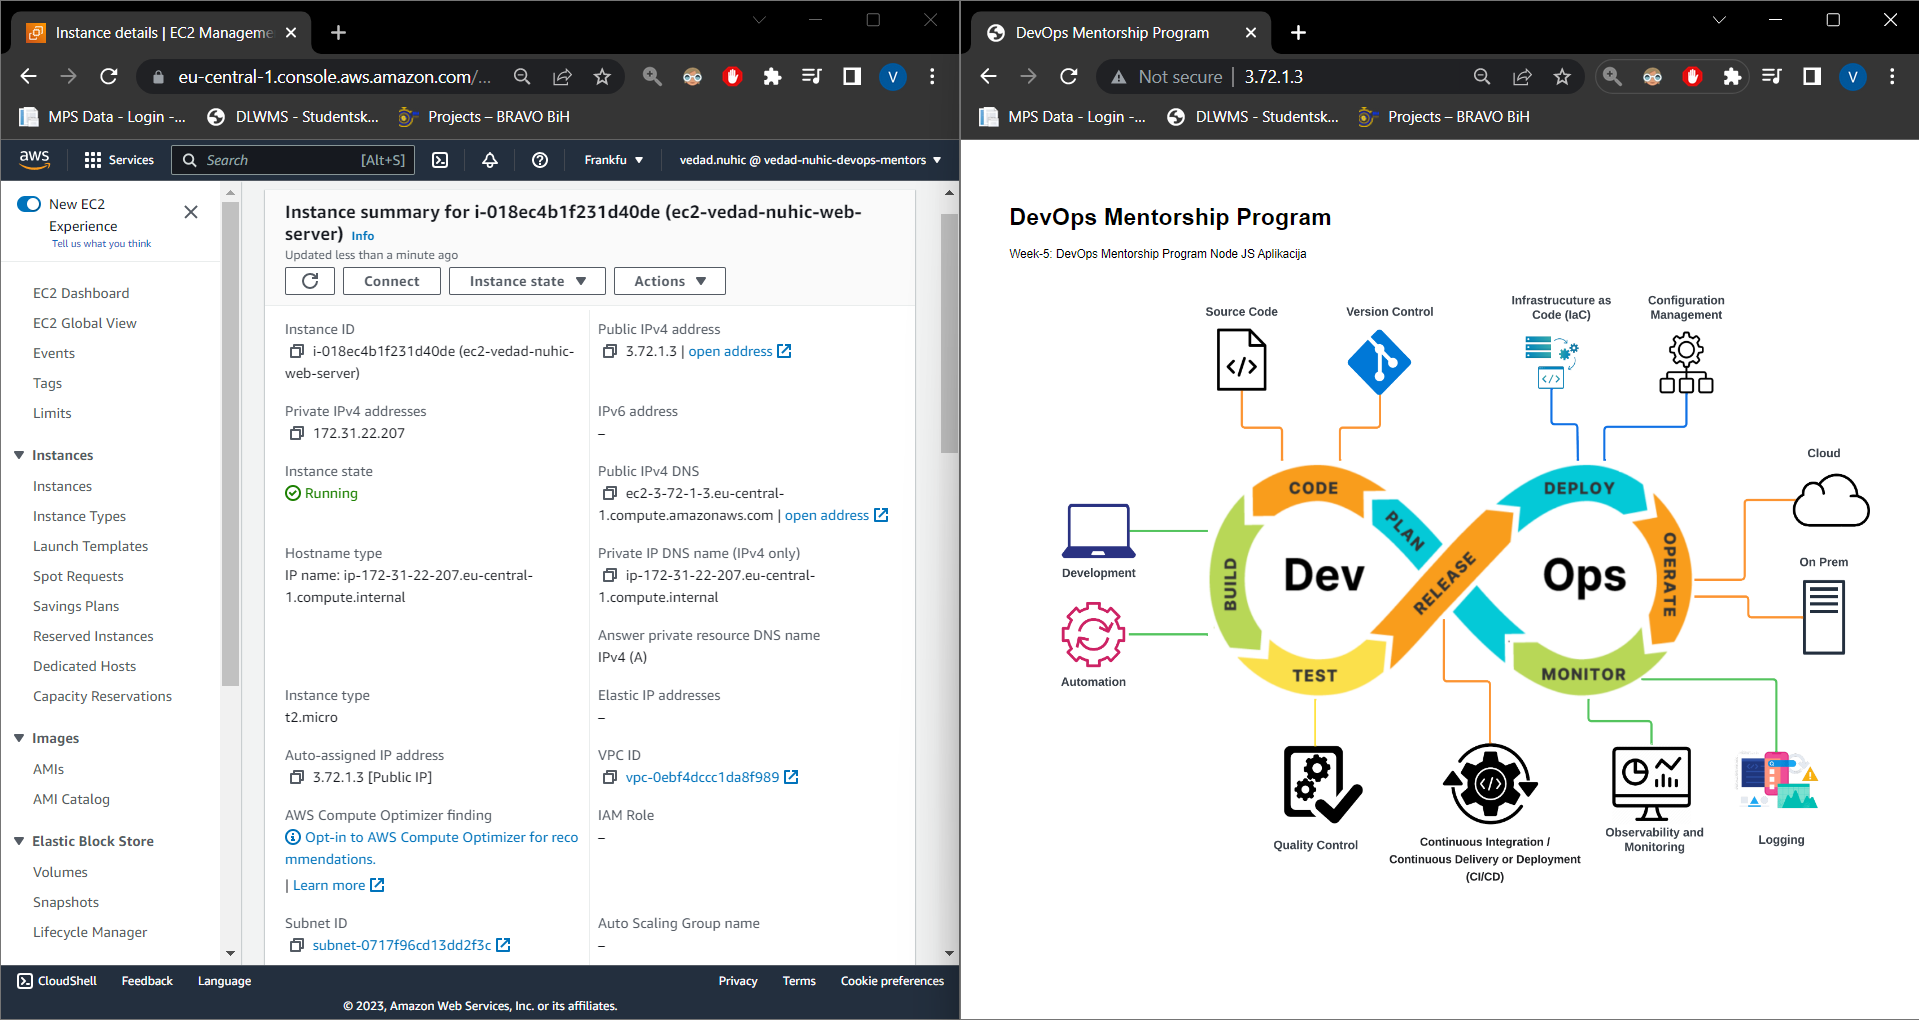 Instance details | EC2 Manageme
eu-central-1.console.aws.amazon.com/...
V
MPS Data - Login -...
DLWMS - Studentsk...
Projects – BRAVO BiH
aws
Services
Search
[Alt+S]
Frankfu
vedad.nuhic @ vedad-nuhic-devops-mentors
New EC2
Experience
Tell us what you think
EC2 Dashboard
EC2 Global View
Events
Tags
Limits
Instances
Instances
Instance Types
Launch Templates
Spot Requests
Savings Plans
Reserved Instances
Dedicated Hosts
Capacity Reservations
Images
AMIs
AMI Catalog
Elastic Block Store
Volumes
Snapshots
Lifecycle Manager
Instance summary for i-018ec4b1f231d40de (ec2-vedad-nuhic-web-
server) Info
Updated less than a minute ago
Connect
Instance state
Actions
Instance ID
i-018ec4b1f231d40de (ec2-vedad-nuhic-
web-server)
Public IPv4 address
3.72.1.3 | open address
Private IPv4 addresses
172.31.22.207
IPv6 address
–
Instance state
Running
Public IPv4 DNS
ec2-3-72-1-3.eu-central-
1.compute.amazonaws.com | open address
Hostname type
IP name: ip-172-31-22-207.eu-central-
1.compute.internal
Private IP DNS name (IPv4 only)
ip-172-31-22-207.eu-central-
1.compute.internal
Answer private resource DNS name
IPv4 (A)
Instance type
t2.micro
Elastic IP addresses
–
Auto-assigned IP address
3.72.1.3 [Public IP]
VPC ID
vpc-0ebf4dccc1da8f989
AWS Compute Optimizer finding
Opt-in to AWS Compute Optimizer for reco
mmendations.
| Learn more
IAM Role
–
Subnet ID
subnet-0717f96cd13dd2f3c
Auto Scaling Group name
–
CloudShell
Feedback
Language
Privacy
Terms
Cookie preferences
© 2023, Amazon Web Services, Inc. or its affiliates.
DevOps Mentorship Program
Not secure | 3.72.1.3
V
MPS Data - Login -...
DLWMS - Studentsk...
Projects – BRAVO BiH
DevOps Mentorship Program
Week-5: DevOps Mentorship Program Node JS Aplikacija
Source Code
Version Control
Infrastrucuture as
Code (IaC)
Configuration
Management
Cloud
On Prem
Development
Automation
CODE
PLAN
BUILD
TEST
RELEASE
DEPLOY
OPERATE
MONITOR
Dev
Ops
Quality Control
Continuous Integration /
Continuous Delivery or Deployment
(CI/CD)
Observability and
Monitoring
Logging